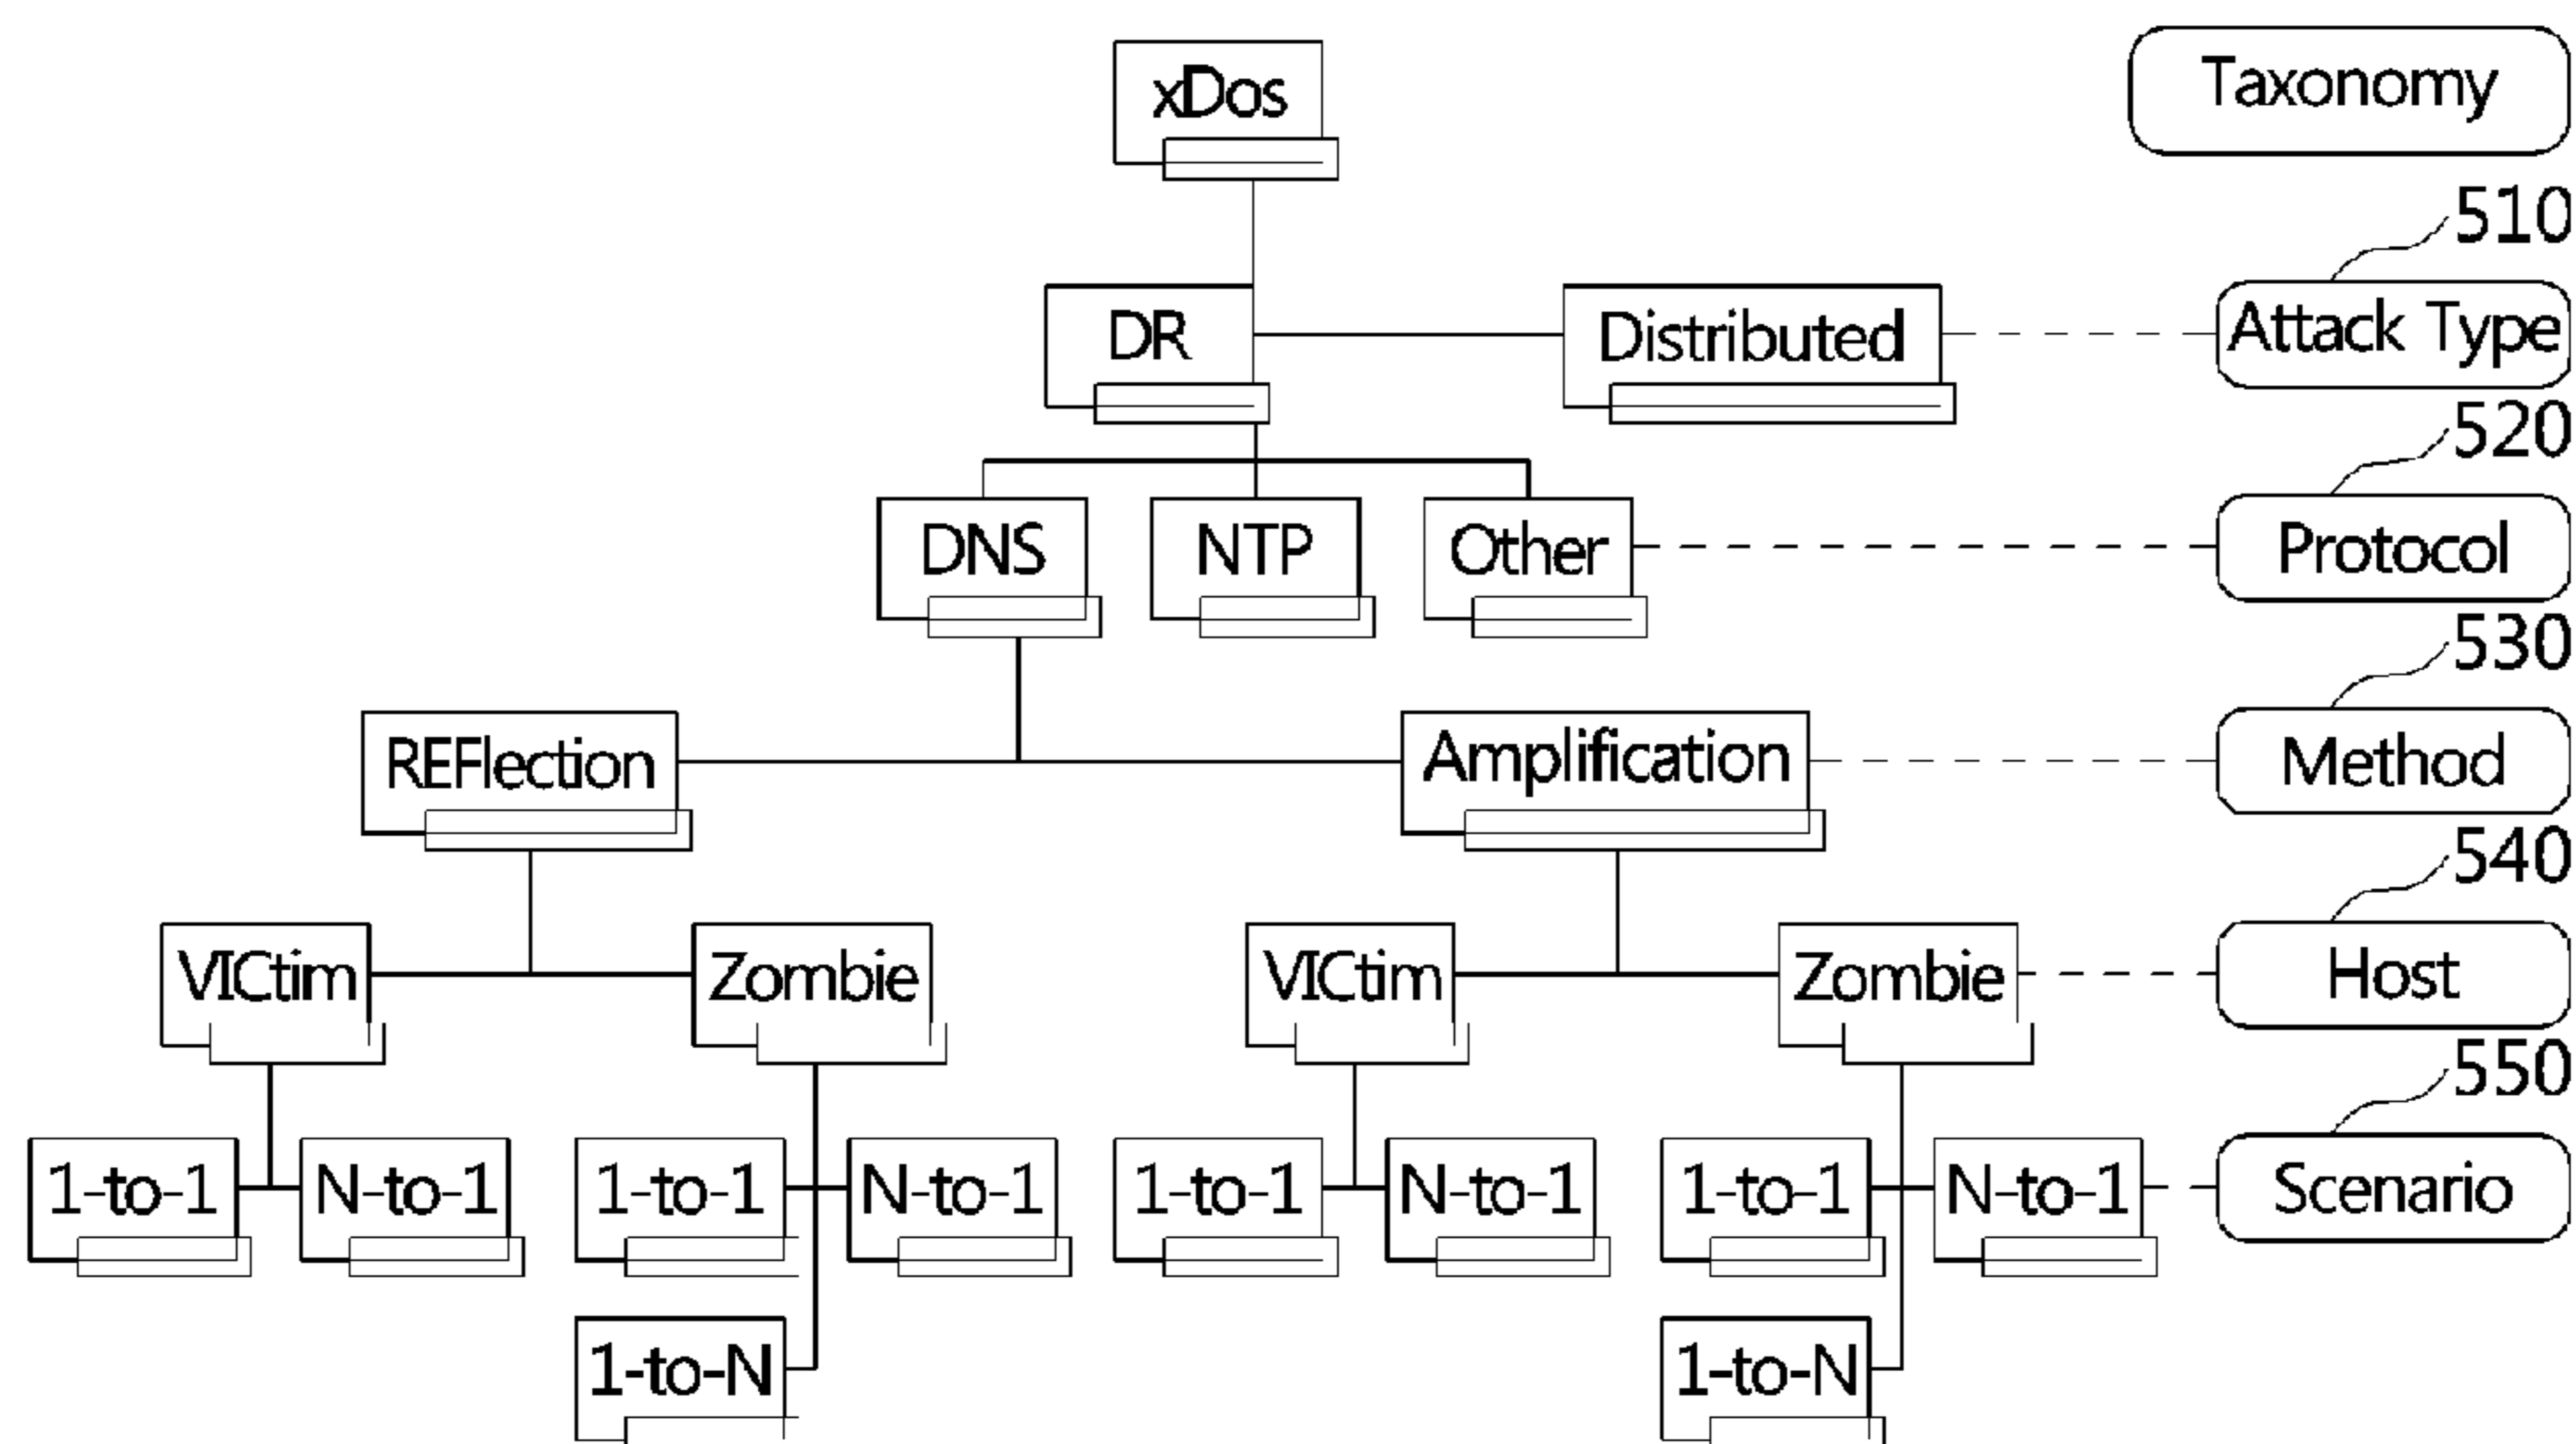 xDos
Taxonomy
510
DR
Distributed
Attack Type
520
DNS
NTP
Other
Protocol
530
REFlection
Amplification
Method
540
VICtim
Zombie
VICtim
Zombie
Host
550
1-to-1
N-to-1
1-to-1
N-to-1
1-to-1
N-to-1
1-to-1
N-to-1
Scenario
1-to-N
1-to-N